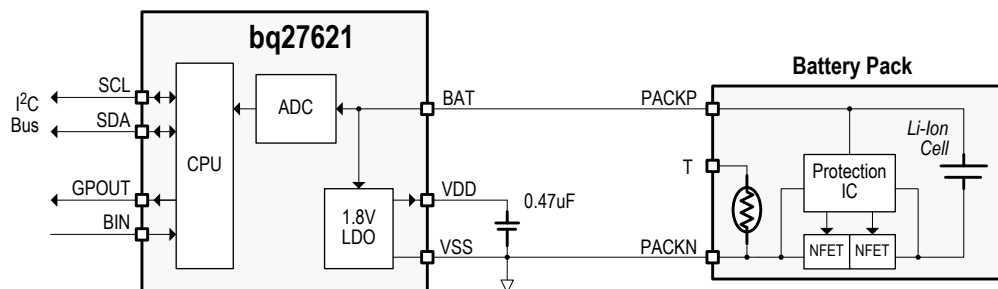 bq27621
Battery Pack
I²C
Bus
SCL
SDA
GPOUT
BIN
CPU
ADC
1.8V
LDO
BAT
VDD
VSS
0.47uF
PACKP
T
PACKN
Li-Ion
Cell
Protection
IC
NFET NFET